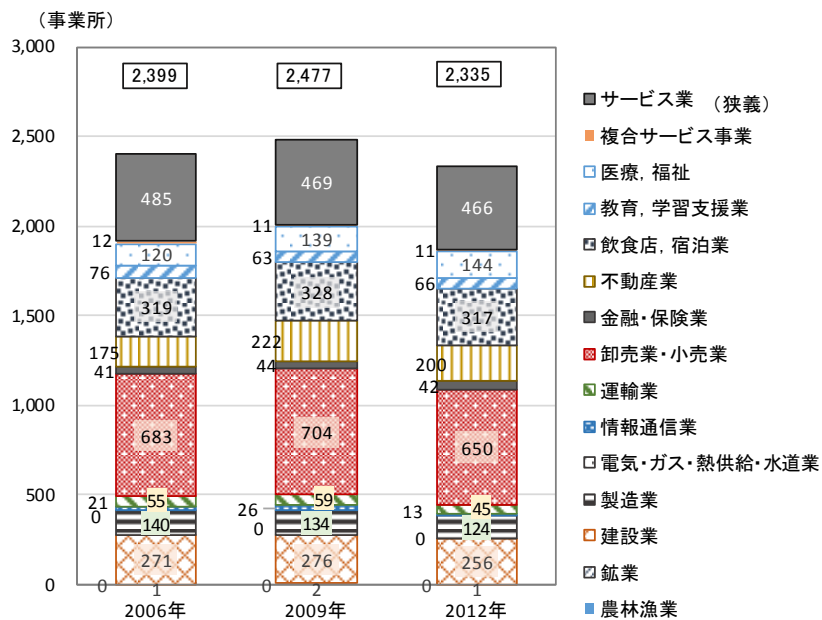 （事業所）
3,000
2,500
2,000
1,500
1,000
500
0
2,399
2,477
2,335
485
12
120
76
319
175
41
683
55
21
0
140
271
0
1
2006年
469
11
139
63
328
222
44
704
59
26
0
134
276
0
2
2009年
466
11
144
66
317
200
42
650
45
13
0
124
256
0
1
2012年
サービス業 （狭義）
複合サービス事業
医療，福祉
教育，学習支援業
飲食店，宿泊業
不動産業
金融・保険業
卸売業・小売業
運輸業
情報通信業
電気・ガス・熱供給・水道業
製造業
建設業
鉱業
農林漁業